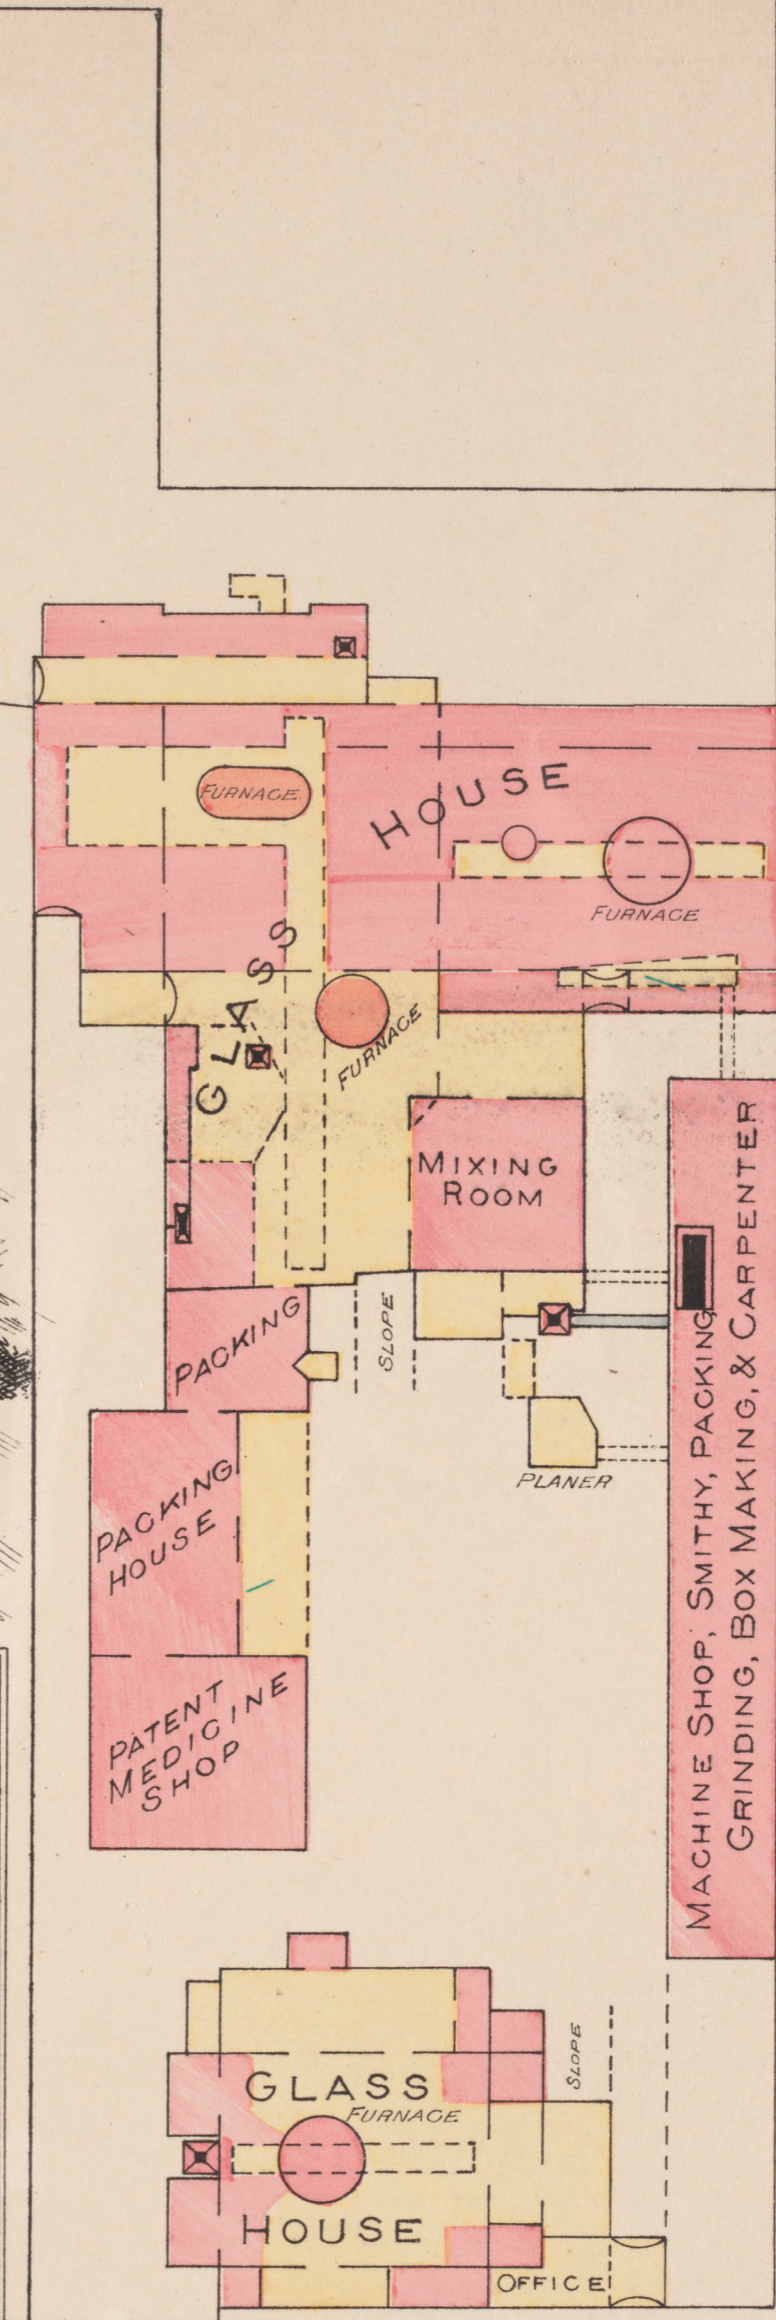 FURNACE
HOUSE
FURNACE
GLASS
FURNACE
MIXING
ROOM
PACKING
SLOPE
PACKING
HOUSE
PLANER
MACHINE SHOP, SMITHY, PACKING,
GRINDING, BOX MAKING, & CARPENTER
PATENT
MEDICINE
SHOP
SLOPE
GLASS
FURNACE
HOUSE
OFFICE